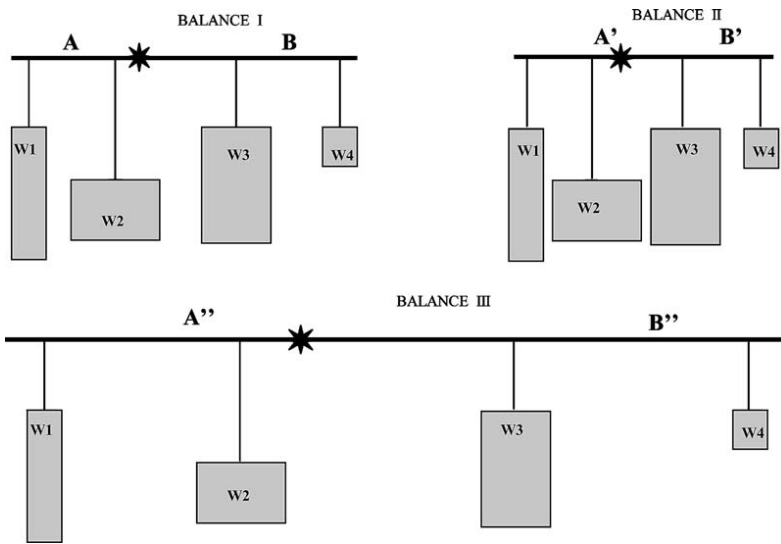 BALANCE I
A B
W1 W2 W3 W4
BALANCE II
A’ B’
W1 W2 W3 W4
BALANCE III
A’’ B’’
W1 W2 W3 W4